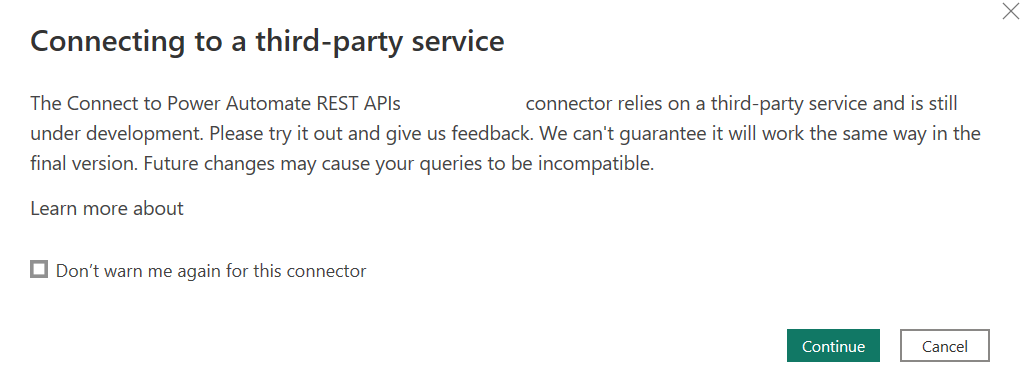 Connecting to a third-party service
The Connect to Power Automate REST APIs connector relies on a third-party service and is still
under development. Please try it out and give us feedback. We can't guarantee it will work the same way in the
final version. Future changes may cause your queries to be incompatible.
Learn more about
Don’t warn me again for this connector
Continue Cancel